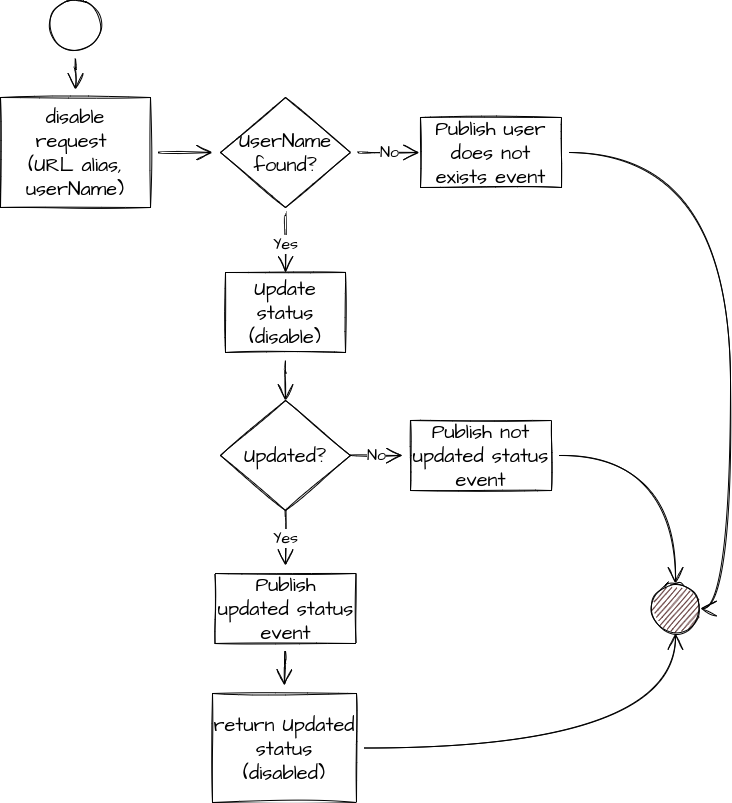 disable
request
(URL alias,
userName)
UserName
found?
No
Publish user
does not
exists event
Yes
Update
status
(disable)
Updated?
No
Publish not
updated status
event
Yes
Publish
updated status
event
return Updated
status
(disabled)